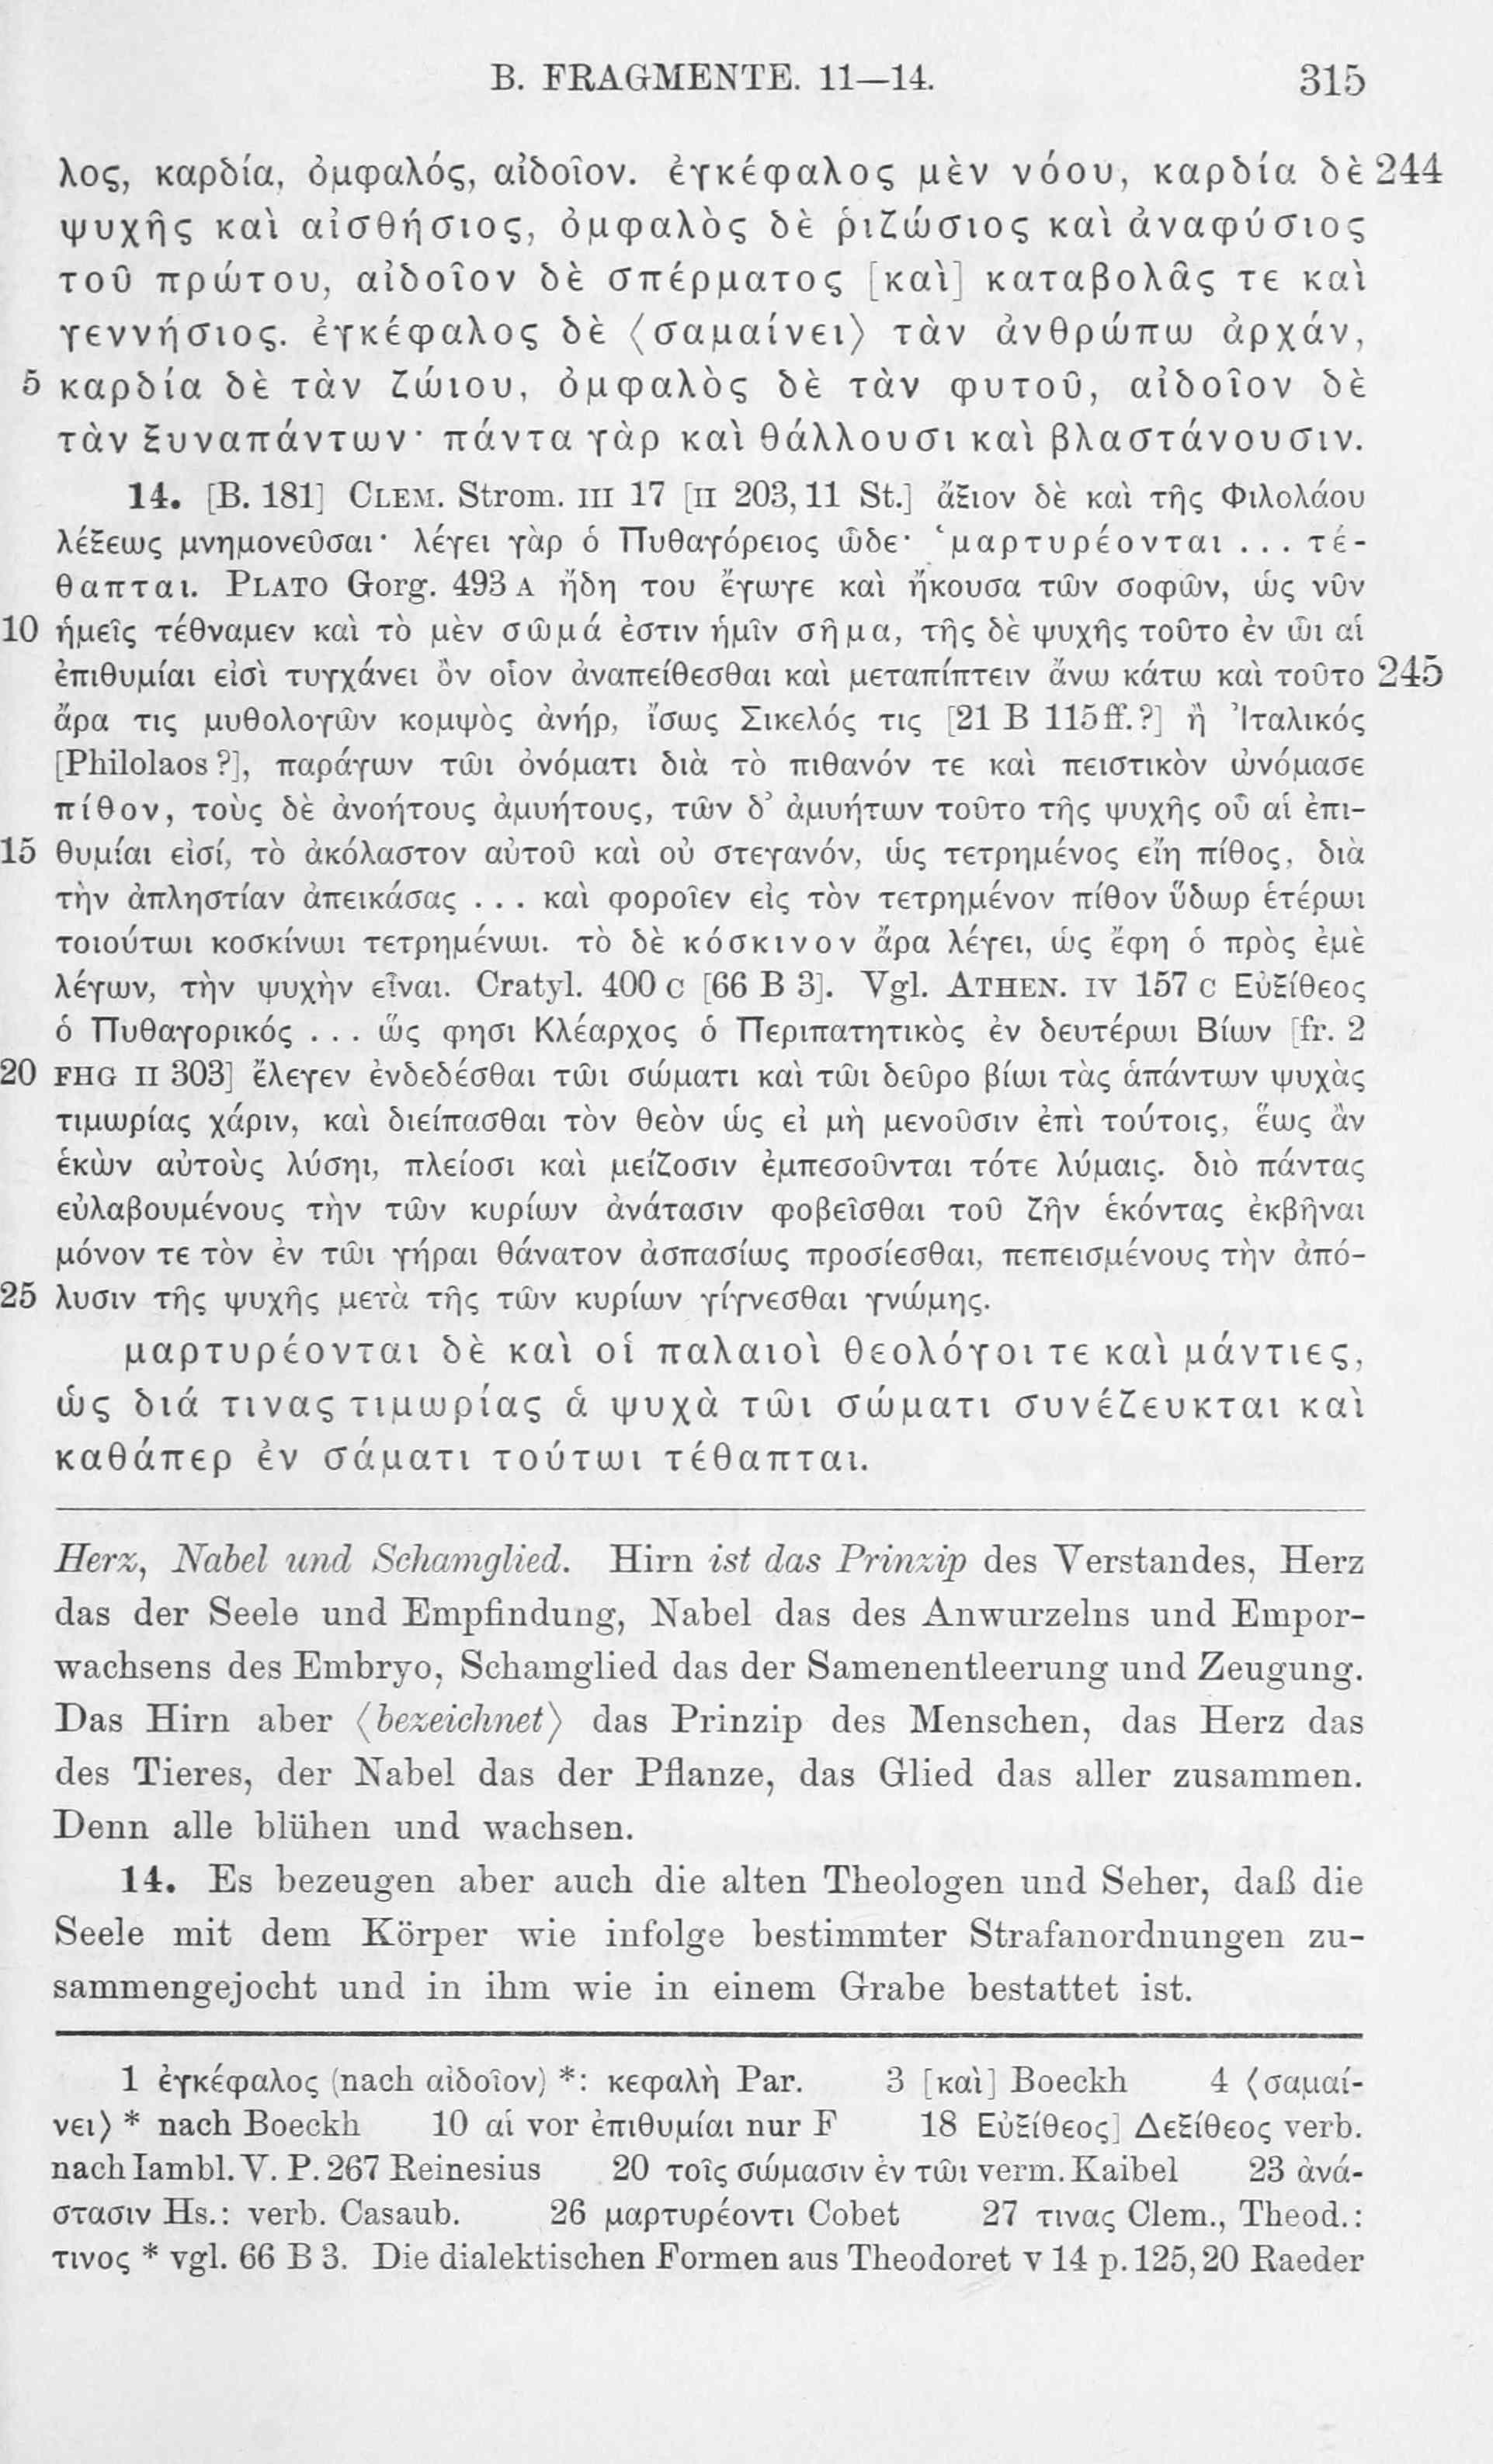 B. FRAGMENTE. 11—14. 315
λος, καρδία, ὀμφαλός, αἰδοῖον. ἐγκέφαλος μὲν νόου, καρδία δὲ 244
ψυχῆς καὶ αἰσθήσιος, ὀμφαλὸς δὲ ῥιζώσιος καὶ ἀναφύσιος
τοῦ πρώτου, αἰδοῖον δὲ σπέρματος [καὶ] καταβολᾶς τε καὶ
γεννήσιος. ἐγκέφαλος δὲ ⟨σαμαίνει⟩ τὰν ἀνθρώπω ἀρχάν,
5 καρδία δὲ τὰν ζώιου, ὀμφαλὸς δὲ τὰν φυτοῦ, αἰδοῖον δὲ
τὰν ξυναπάντων· πάντα γὰρ καὶ θάλλουσι καὶ βλαστάνουσιν.
14. [B. 181] CLEM. Strom. III 17 [II 203, 11 St.] ἄξιον δὲ καὶ τῆς Φιλολάου
λέξεως μνημονεῦσαι· λέγει γὰρ ὁ Πυθαγόρειος ὧδε· ‘μαρτυρέονται ... τέ-
θαπται. PLATO Gorg. 493 A ἤδη του ἔγωγε καὶ ἤκουσα τῶν σοφῶν, ὡς νῦν
10 ἡμεῖς τέθναμεν καὶ τὸ μὲν σῶμά ἐστιν ἡμῖν σῆμα, τῆς δὲ ψυχῆς τοῦτο ἐν ὧι αἱ
ἐπιθυμίαι εἰσὶ τυγχάνει ὂν οἷον ἀναπείθεσθαι καὶ μεταπίπτειν ἄνω κάτω καὶ τοῦτο 245
ἄρα τις μυθολογῶν κομψὸς ἀνήρ, ἴσως Σικελός τις [21 B 115 ff.?] ἢ Ἰταλικός
[Philolaos?], παράγων τῶι ὀνόματι διὰ τὸ πιθανόν τε καὶ πειστικὸν ὠνόμασε
πίθον, τοὺς δὲ ἀνοήτους ἀμυήτους, τῶν δ’ ἀμυήτων τοῦτο τῆς ψυχῆς οὗ αἱ ἐπι-
15 θυμίαι εἰσί, τὸ ἀκόλαστον αὐτοῦ καὶ οὐ στεγανόν, ὡς τετρημένος εἴη πίθος, διὰ
τὴν ἀπληστίαν ἀπεικάσας ... καὶ φοροῖεν εἰς τὸν τετρημένον πίθον ὕδωρ ἑτέρωι
τοιούτωι κοσκίνωι τετρημένωι. τὸ δὲ κόσκινον ἄρα λέγει, ὡς ἔφη ὁ πρὸς ἐμὲ
λέγων, τὴν ψυχὴν εἶναι. Cratyl. 400 C [66 B 3]. Vgl. ATHEN. IV 157 C Εὐξίθεος
ὁ Πυθαγορικός ... ὥς φησι Κλέαρχος ὁ Περιπατητικὸς ἐν δευτέρωι Βίων [fr. 2
20 FHG II 303] ἔλεγεν ἐνδεδέσθαι τῶι σώματι καὶ τῶι δεῦρο βίωι τὰς ἁπάντων ψυχὰς
τιμωρίας χάριν, καὶ διείπασθαι τὸν θεὸν ὡς εἰ μὴ μενοῦσιν ἐπὶ τούτοις, ἕως ἂν
ἑκὼν αὐτοὺς λύσηι, πλείοσι καὶ μείζοσιν ἐμπεσοῦνται τότε λύμαις. διὸ πάντας
εὐλαβουμένους τὴν τῶν κυρίων ἀνάτασιν φοβεῖσθαι τοῦ ζῆν ἑκόντας ἐκβῆναι
μόνον τε τὸν ἐν τῶι γήραι θάνατον ἀσπασίως προσίεσθαι, πεπεισμένους τὴν ἀπό-
25 λυσιν τῆς ψυχῆς μετὰ τῆς τῶν κυρίων γίγνεσθαι γνώμης.
μαρτυρέονται δὲ καὶ οἱ παλαιοὶ θεολόγοι τε καὶ μάντιες,
ὡς διά τινας τιμωρίας ἁ ψυχὰ τῶι σώματι συνέζευκται καὶ
καθάπερ ἐν σάματι τούτωι τέθαπται.
Herz, Nabel und Schamglied. Hirn ist das Prinzip des Verstandes, Herz
das der Seele und Empfindung, Nabel das des Anwurzelns und Empor-
wachsens des Embryo, Schamglied das der Samenentleerung und Zeugung.
Das Hirn aber ⟨bezeichnet⟩ das Prinzip des Menschen, das Herz das
des Tieres, der Nabel das der Pflanze, das Glied das aller zusammen.
Denn alle blühen und wachsen.
14. Es bezeugen aber auch die alten Theologen und Seher, daß die
Seele mit dem Körper wie infolge bestimmter Strafanordnungen zu-
sammengejocht und in ihm wie in einem Grabe bestattet ist.
1 ἐγκέφαλος (nach αἰδοῖον) *: κεφαλὴ Par. 3 [καὶ] Boeckh 4 ⟨σαμαί-
νει⟩ * nach Boeckh 10 αἱ vor ἐπιθυμίαι nur F 18 Εὐξίθεος] Δεξίθεος verb.
nach Iambl. V. P. 267 Reinesius 20 τοῖς σώμασιν ἐν τῶι verm. Kaibel 23 ἀνά-
στασιν Hs.: verb. Casaub. 26 μαρτυρέοντι Cobet 27 τινας Clem., Theod.:
τινος * vgl. 66 B 3. Die dialektischen Formen aus Theodoret V 14 p. 125, 20 Raeder